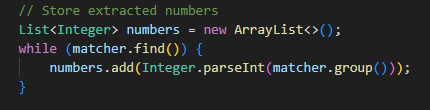 // Store extracted numbers
List<Integer> numbers = new ArrayList<>();
while (matcher.find()) {
    numbers.add(Integer.parseInt(matcher.group()));
}